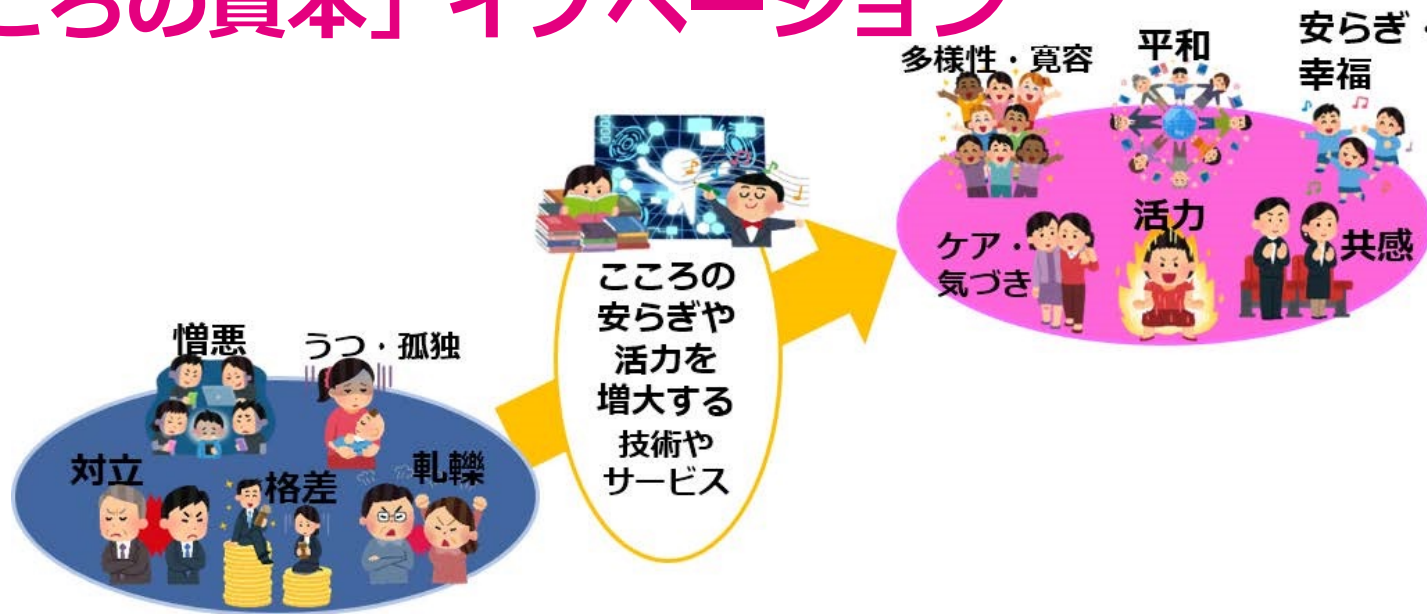 ころの資本」イノベーション
多様性・寛容
平和
安らぎ・
幸福
ケア・
気づき
活力
共感
こころの
安らぎや
活力を
増大する
技術や
サービス
憎悪
うつ・孤独
対立
格差
軋轢